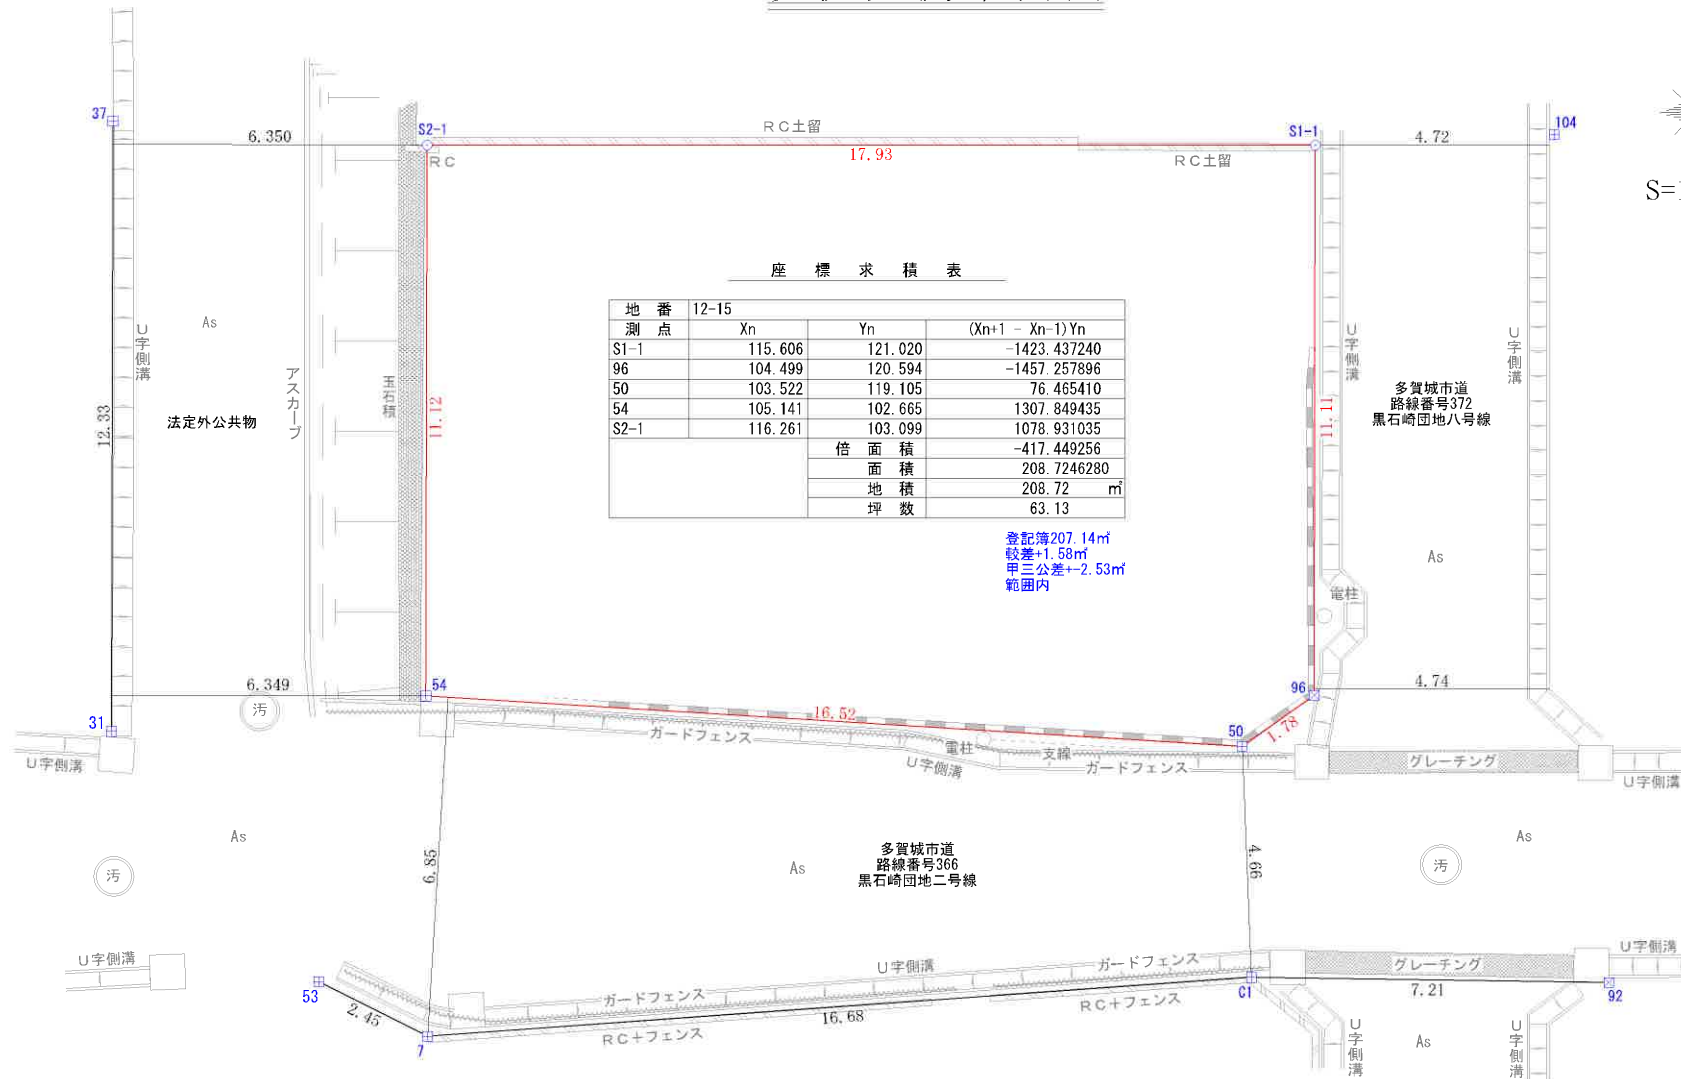 37
6.350
S2-1
RC土留
S1-1
4.72
104
RC
17.93
RC土留
S=1
座標求積表
地番 12-15
測点 Xn Yn (Xn+1 - Xn-1)Yn
S1-1 115.606 121.020 -1423.437240
96 104.499 120.594 -1457.257896
50 103.522 119.105 76.465410
54 105.141 102.665 1307.849435
S2-1 116.261 103.099 1078.931035
倍面積 -417.449256
面積 208.7246280
地積 208.72 ㎡
坪数 63.13
登記簿207.14㎡
較差+1.58㎡
甲三公差+-2.53㎡
範囲内
As
U字側溝
アスカーブ
玉石積
法定外公共物
12.33
11.12
11.11
U字側溝
U字側溝
多賀城市道
路線番号372
黒石崎団地八号線
As
電柱
6.349
54
汚
31
U字側溝
16.52
ガードフェンス
電柱
支線
U字側溝
ガードフェンス
50
1.78
96
4.74
グレーチング
U字側溝
As
汚
6.85
As
多賀城市道
路線番号366
黒石崎団地二号線
4.66
As
汚
U字側溝
53
2.45
7
ガードフェンス
RC+フェンス
16.68
U字側溝
ガードフェンス
RC+フェンス
C1
グレーチング
7.21
U字側溝
92
U字側溝
As
U字側溝